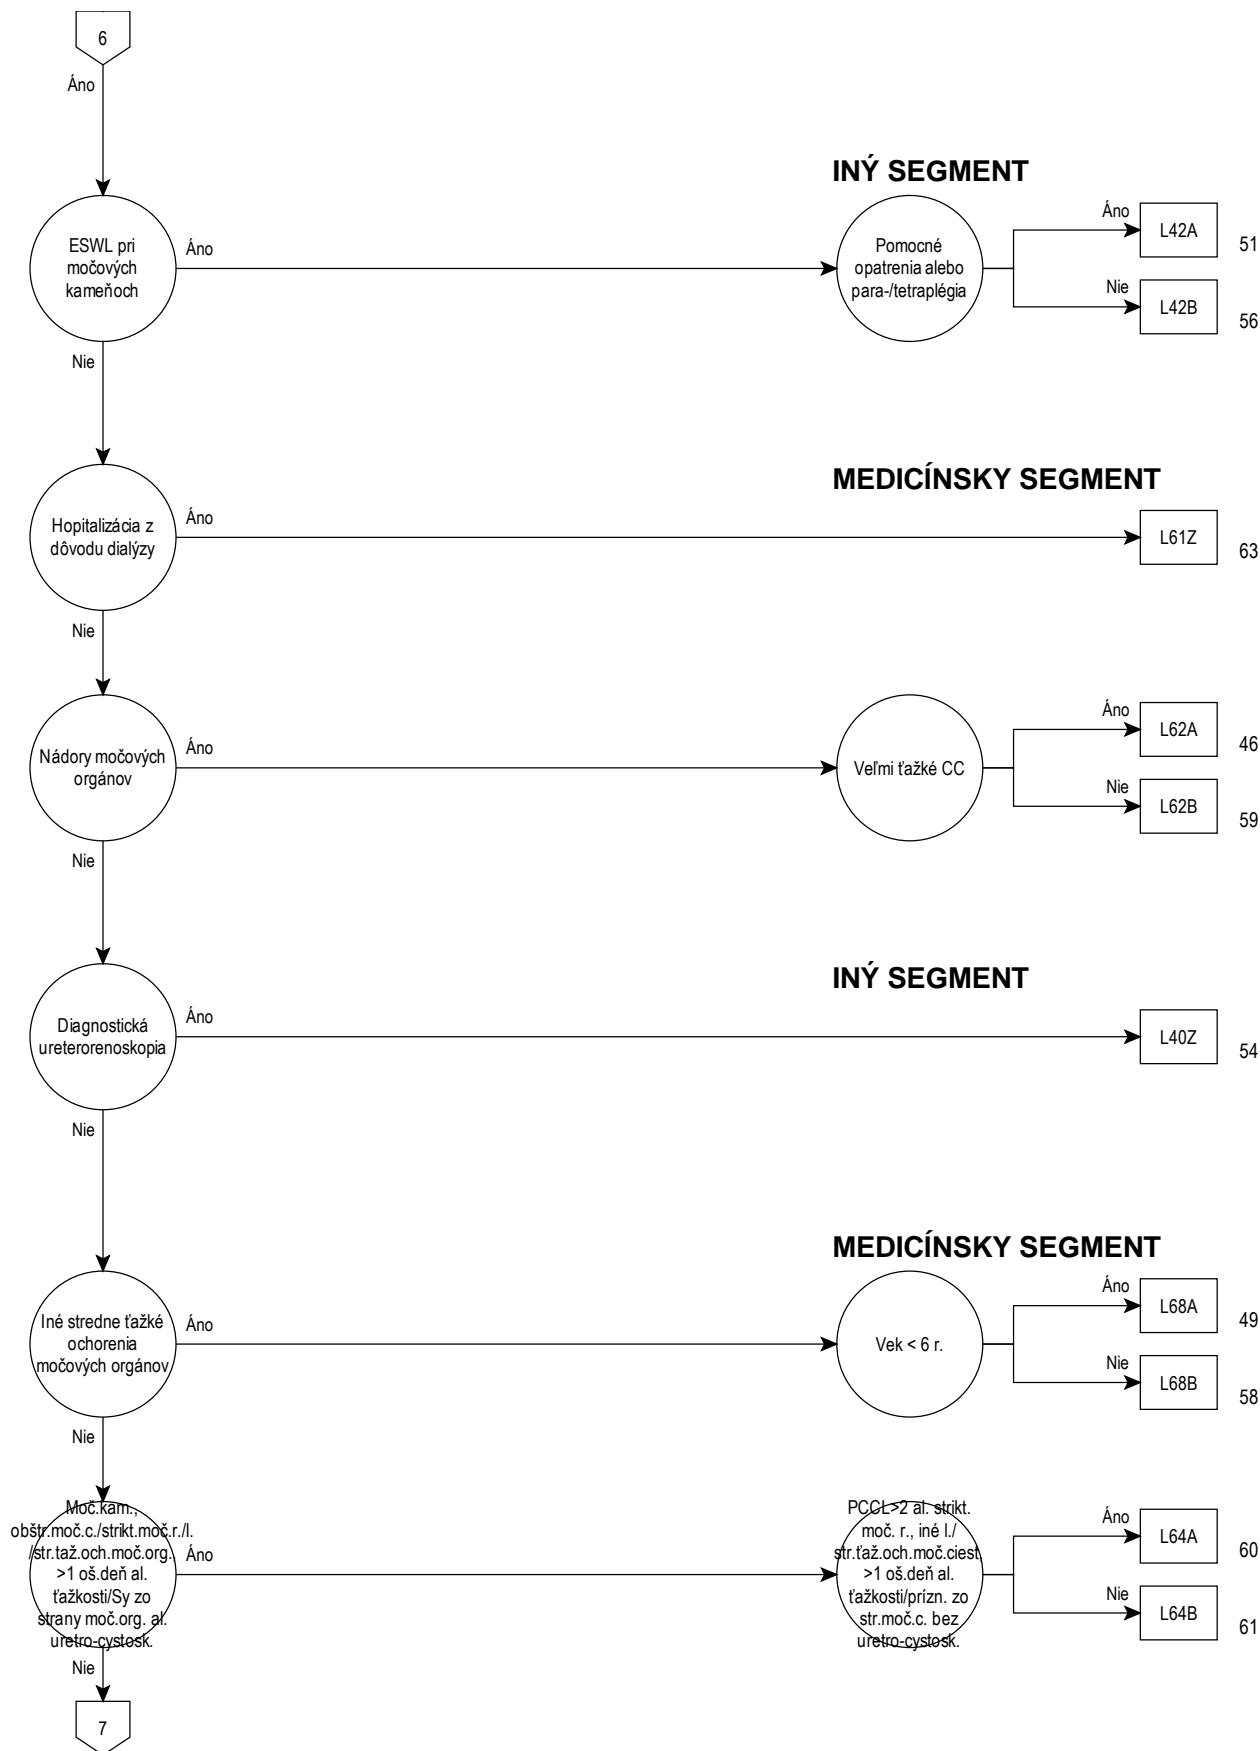 6
Áno
INÝ SEGMENT
ESWL pri
močových
kameňoch
Áno
Pomocné
opatrenia alebo
para-/tetraplégia
Áno
L42A
51
Nie
L42B
56
Nie
MEDICÍNSKY SEGMENT
Hopitalizácia z
dôvodu dialýzy
Áno
L61Z
63
Nie
Nádory močových
orgánov
Áno
Veľmi ťažké CC
Áno
L62A
46
Nie
L62B
59
Nie
INÝ SEGMENT
Diagnostická
ureterorenoskopia
Áno
L40Z
54
Nie
MEDICÍNSKY SEGMENT
Iné stredne ťažké
ochorenia
močových orgánov
Áno
Vek < 6 r.
Áno
L68A
49
Nie
L68B
58
Nie
Moč.kam.,
obštr.moč.c./strikt.moč.r./l.
/str.ťaž.och.moč.org.
>1 oš.deň al.
ťažkosti/Sy zo
strany moč.org. al.
uretro-cystosk.
Áno
PCCL>2 al. strikt.
moč. r., iné l./
str.ťaž.och.moč.ciest.
>1 oš.deň al.
ťažkosti/prízn. zo
str.moč.c. bez
uretro-cystosk.
Áno
L64A
60
Nie
L64B
61
Nie
7